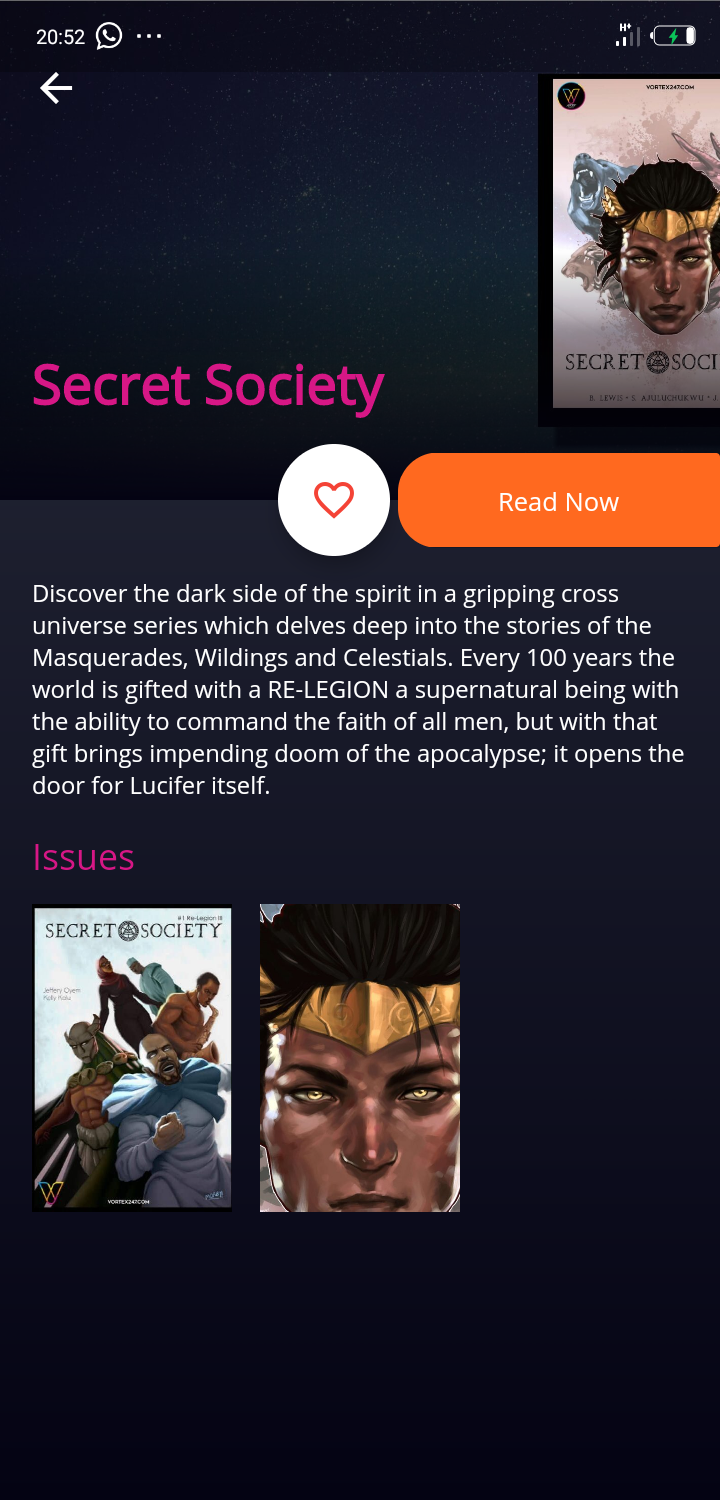 20:52
H+
VORTEX247.COM
SECRET SOCI
B. LEWIS • S. AJULUCHUKWU • J.
Secret Society
Read Now
Discover the dark side of the spirit in a gripping cross
universe series which delves deep into the stories of the
Masquerades, Wildings and Celestials. Every 100 years the
world is gifted with a RE-LEGION a supernatural being with
the ability to command the faith of all men, but with that
gift brings impending doom of the apocalypse; it opens the
door for Lucifer itself.
Issues
#1 Re-Legion III
SECRET SOCIETY
Jeffery Oyem
Kelly Kalu
VORTEX247.COM